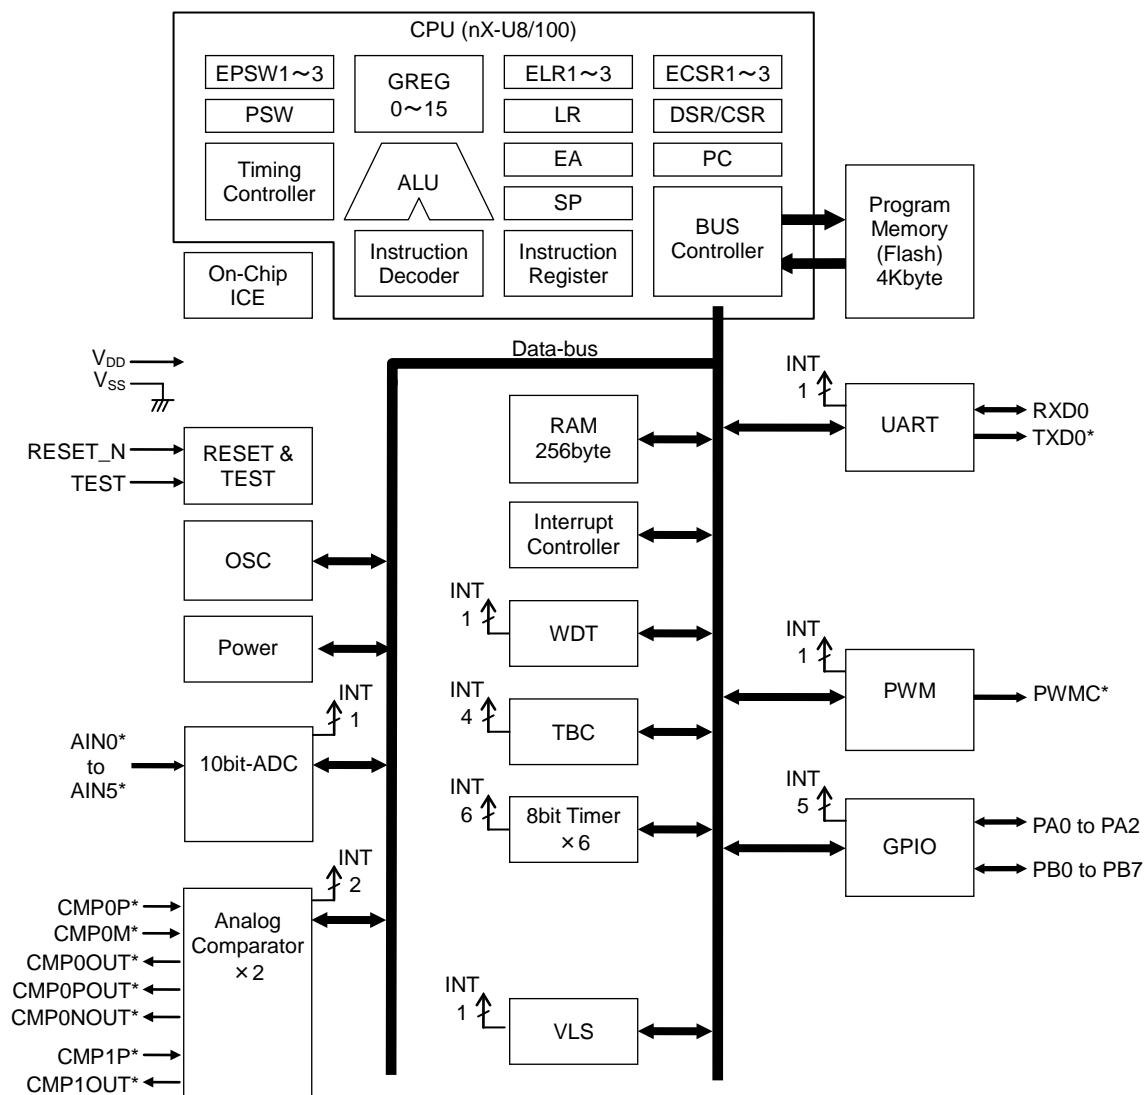 CPU (nX-U8/100)
EPSW1～3
GREG
0～15
ELR1～3
ECSR1～3
PSW
LR
DSR/CSR
Timing
Controller
ALU
EA
PC
SP
BUS
Controller
Program
Memory
(Flash)
4Kbyte
Instruction
Decoder
Instruction
Register
On-Chip
ICE
Data-bus
VDD
VSS
RESET_N
TEST
RESET &
TEST
OSC
Power
INT
1
AIN0*
to
AIN5*
10bit-ADC
INT
2
CMP0P*
CMP0M*
CMP0OUT*
CMP0POUT*
CMP0NOUT*
CMP1P*
CMP1OUT*
Analog
Comparator
×2
RAM
256byte
Interrupt
Controller
INT
1
WDT
INT
4
TBC
INT
6
8bit Timer
×6
INT
1
VLS
INT
1
UART
RXD0
TXD0*
INT
1
PWM
PWMC*
INT
5
GPIO
PA0 to PA2
PB0 to PB7